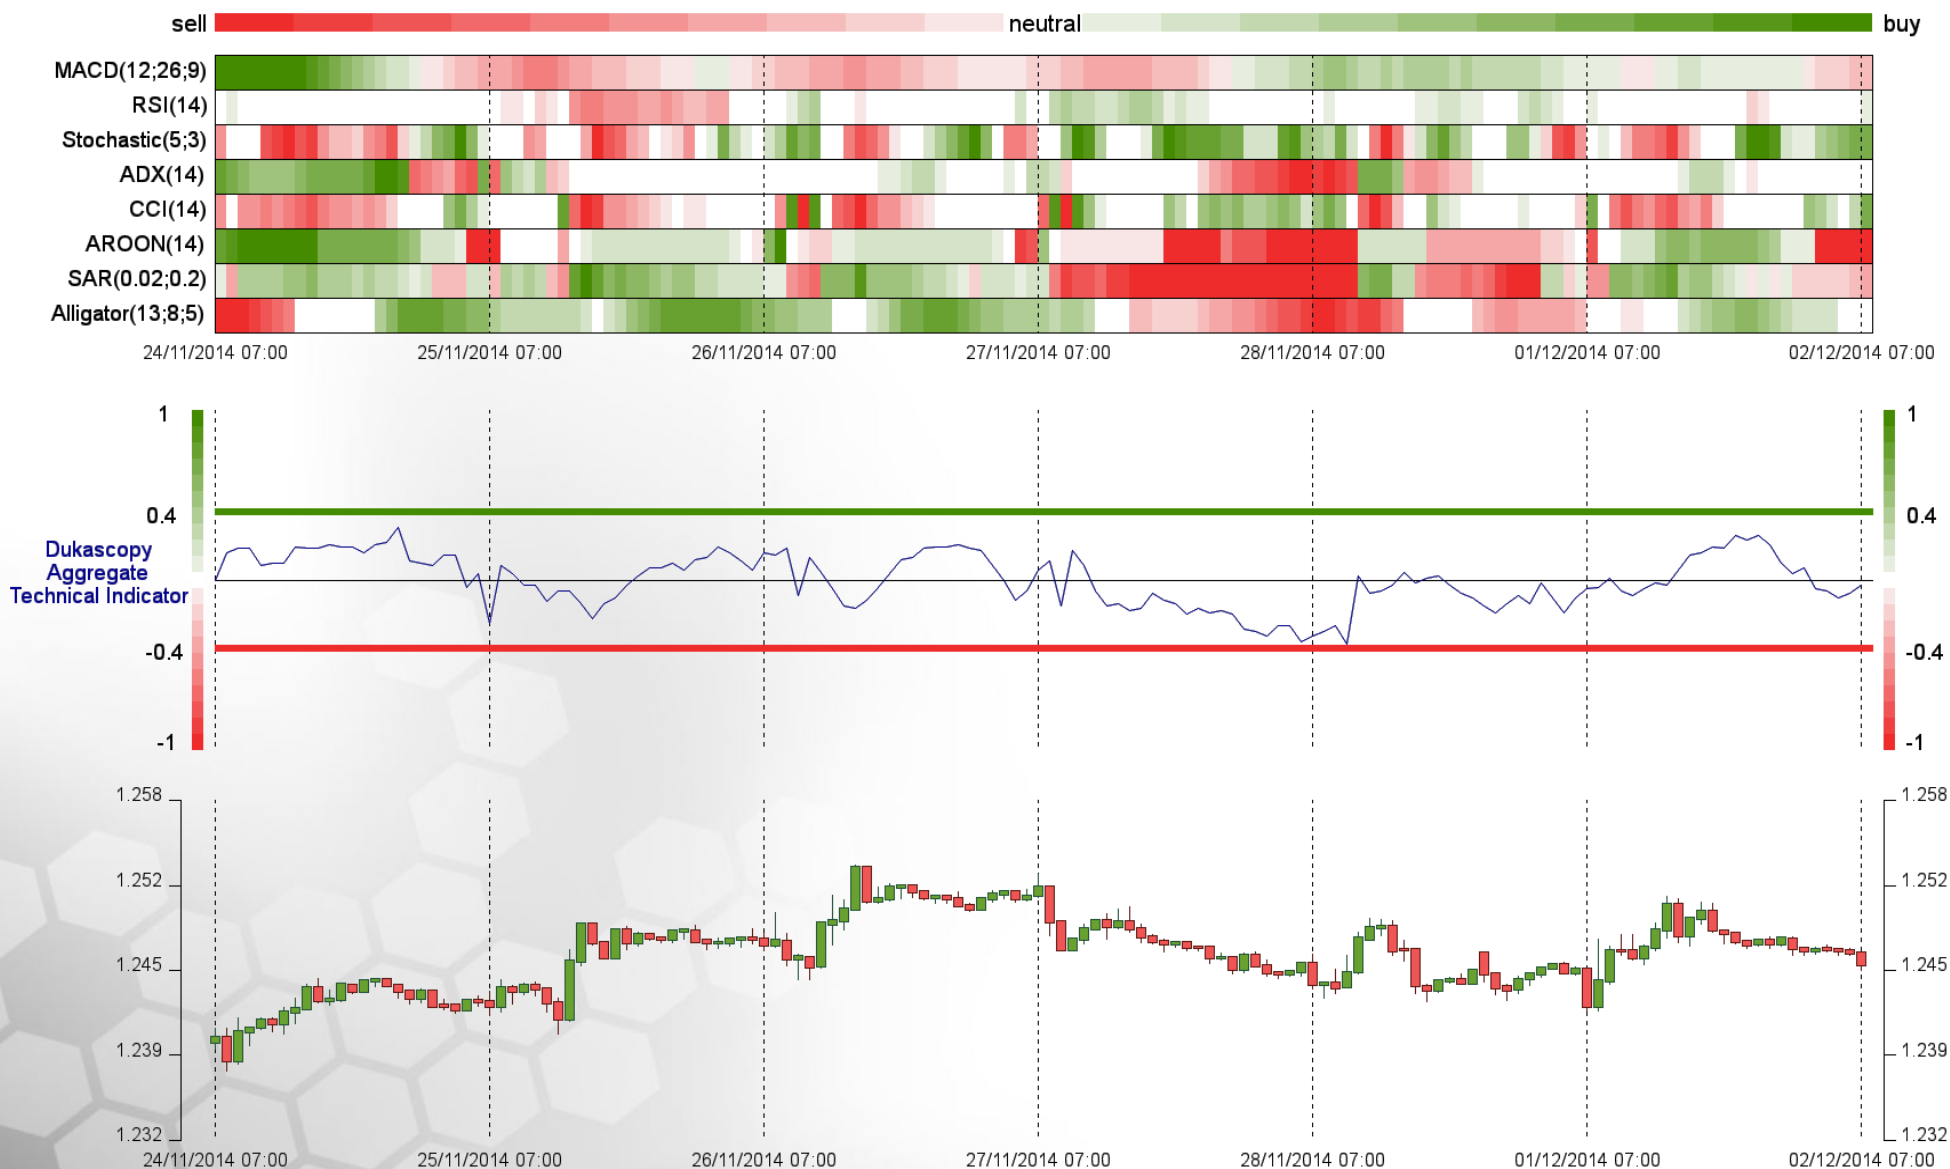 sell neutral buy
MACD(12;26;9)
RSI(14)
Stochastic(5;3)
ADX(14)
CCI(14)
AROON(14)
SAR(0.02;0.2)
Alligator(13;8;5)
24/11/2014 07:00 25/11/2014 07:00 26/11/2014 07:00 27/11/2014 07:00 28/11/2014 07:00 01/12/2014 07:00 02/12/2014 07:00
1 1
0.4 0.4
Dukascopy
Aggregate
Technical Indicator
-0.4 -0.4
-1 -1
1.258 1.258
1.252 1.252
1.245 1.245
1.239 1.239
1.232 1.232
24/11/2014 07:00 25/11/2014 07:00 26/11/2014 07:00 27/11/2014 07:00 28/11/2014 07:00 01/12/2014 07:00 02/12/2014 07:00